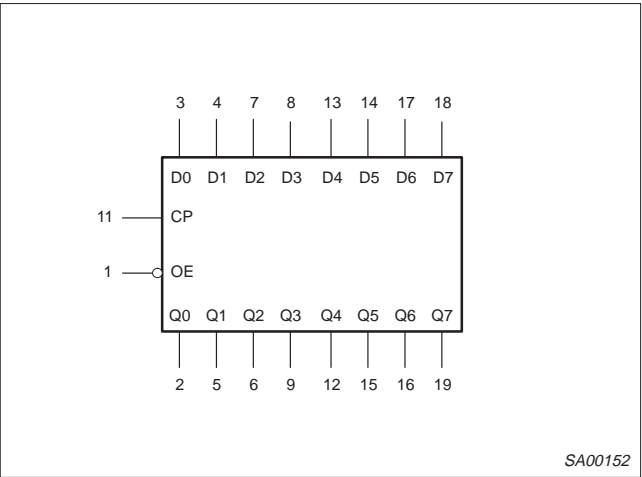 3 4 7 8 13 14 17 18
D0 D1 D2 D3 D4 D5 D6 D7
11 CP
1 OE
Q0 Q1 Q2 Q3 Q4 Q5 Q6 Q7
2 5 6 9 12 15 16 19
SA00152